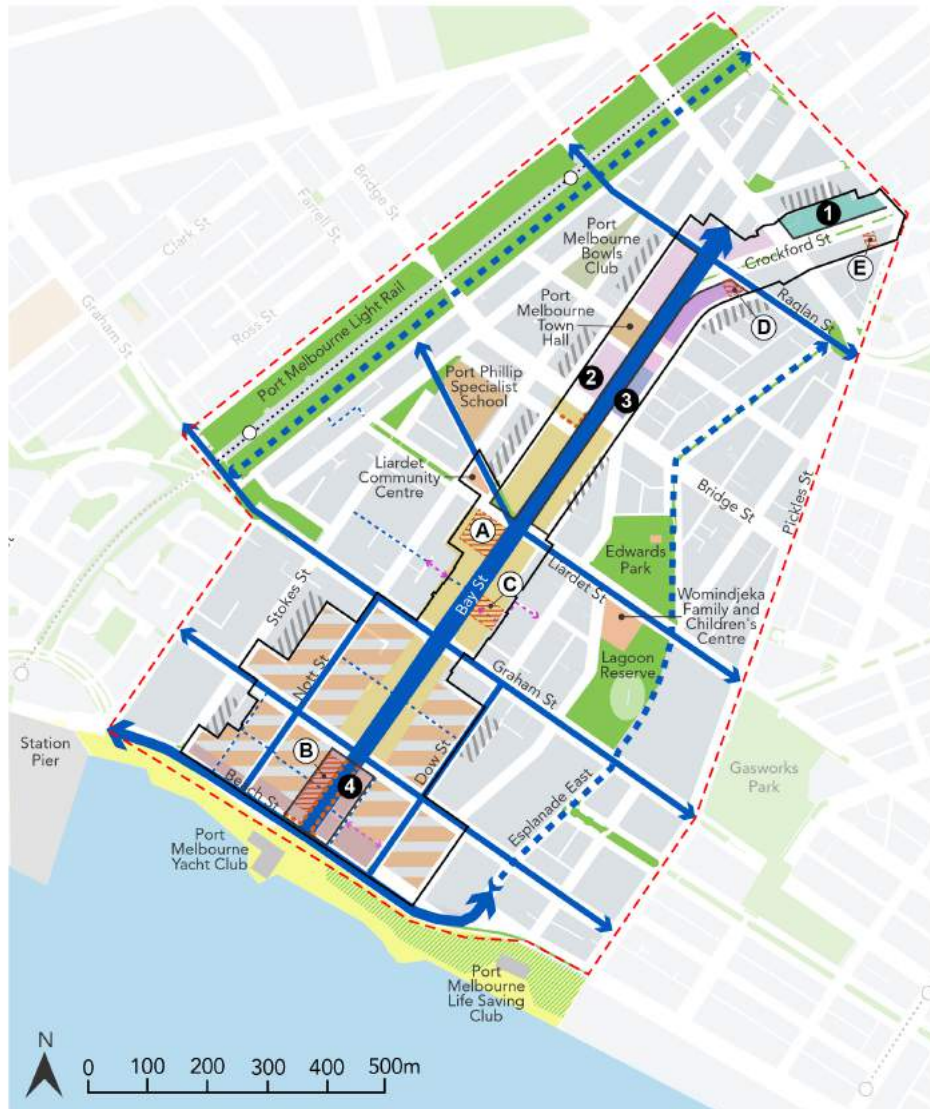 Clark St
Farrell St
Bridge St
Graham St
Ross St
Port Melbourne Light Rail
Port
Melbourne
Bowls
Club
Port
Melbourne
Town
Hall
1
Crockford St
E
Raglan St
D
2
3
Port Phillip
Specialist
School
Liardet
Community
Centre
A
C
Bay St
Liardet St
Bridge St
Pickles St
Edwards
Park
Womindjeka
Family and
Children's
Centre
Lagoon
Reserve
Stokes St
Nott St
Graham St
Dow St
B
4
Beach St
Station
Pier
Gasworks
Park
Esplanade East
Port
Melbourne
Yacht Club
Port
Melbourne
Life Saving
Club
N
0 100 200 300 400 500m